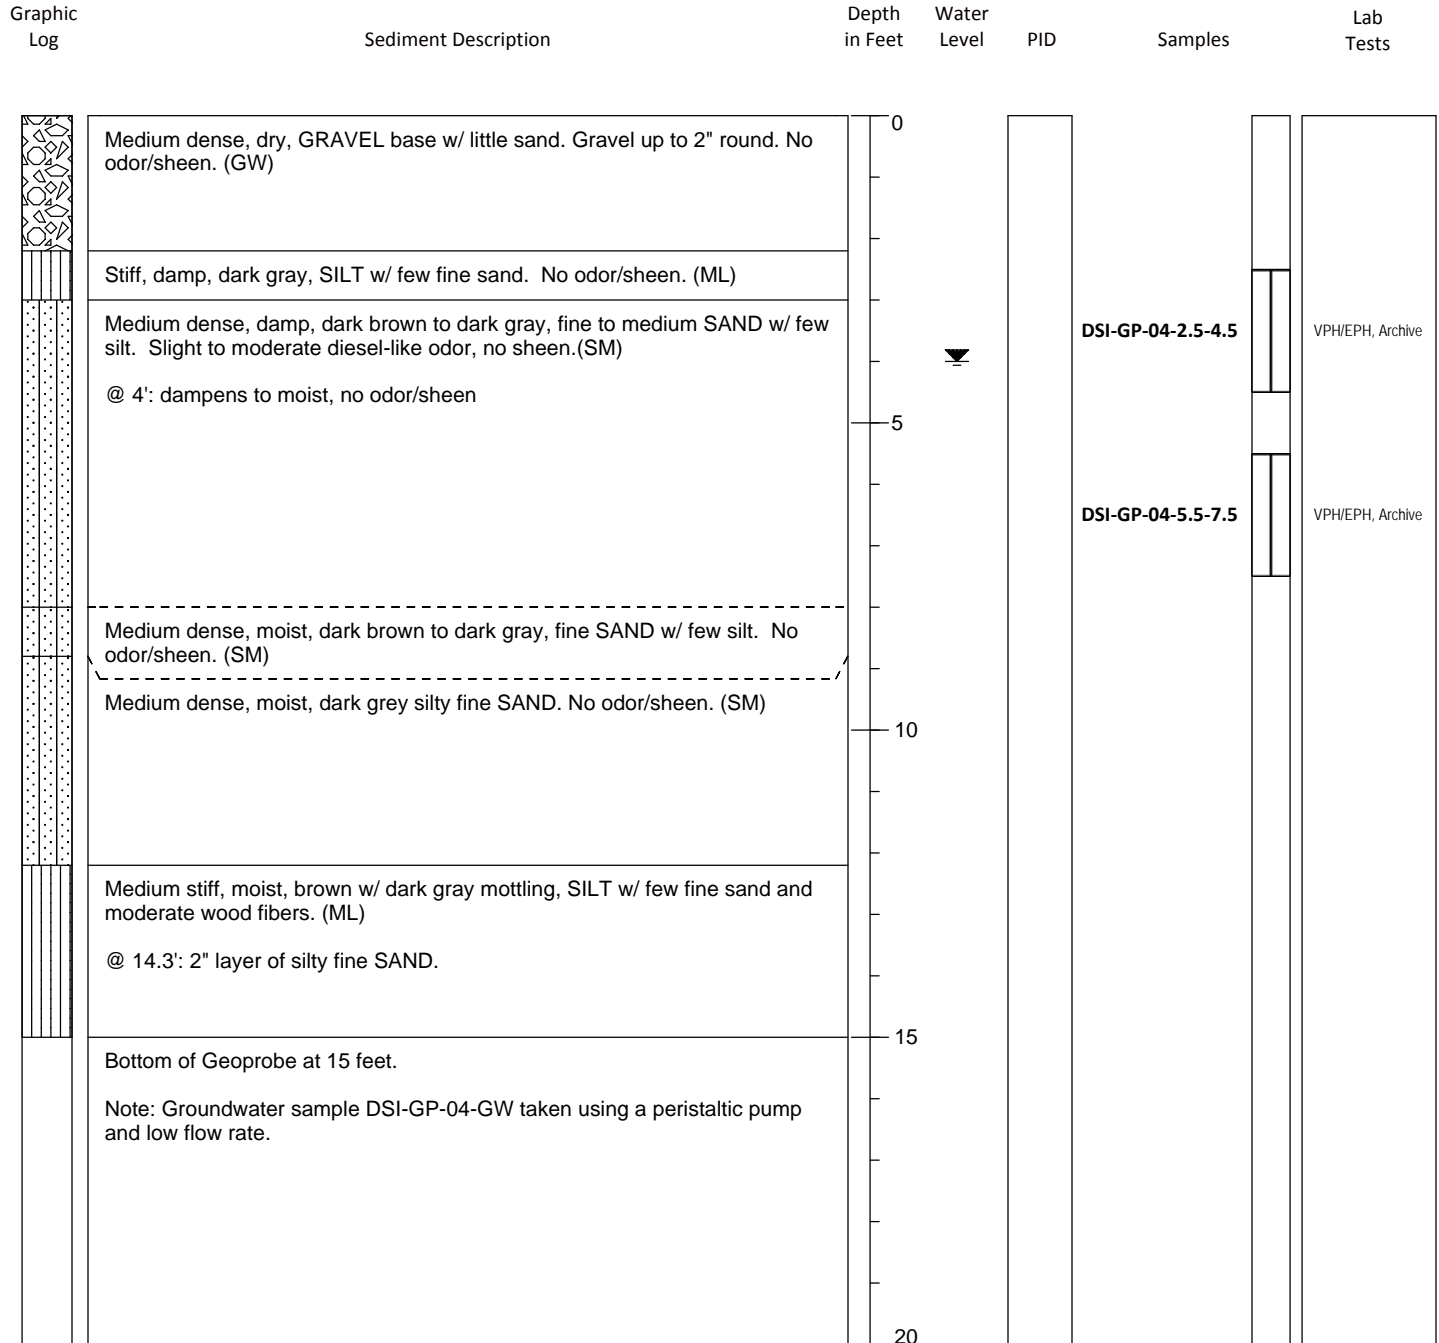 Graphic
Log
Sediment Description
Depth
in Feet
Water
Level
PID
Samples
Lab
Tests
0
Medium dense, dry, GRAVEL base w/ little sand. Gravel up to 2" round. No
odor/sheen. (GW)
Stiff, damp, dark gray, SILT w/ few fine sand.  No odor/sheen. (ML)
Medium dense, damp, dark brown to dark gray, fine to medium SAND w/ few
silt.  Slight to moderate diesel-like odor, no sheen.(SM)
DSI-GP-04-2.5-4.5
VPH/EPH, Archive
@ 4': dampens to moist, no odor/sheen
5
DSI-GP-04-5.5-7.5
VPH/EPH, Archive
Medium dense, moist, dark brown to dark gray, fine SAND w/ few silt.  No
odor/sheen. (SM)
Medium dense, moist, dark grey silty fine SAND. No odor/sheen. (SM)
10
Medium stiff, moist, brown w/ dark gray mottling, SILT w/ few fine sand and
moderate wood fibers. (ML)
@ 14.3': 2" layer of silty fine SAND.
15
Bottom of Geoprobe at 15 feet.
Note: Groundwater sample DSI-GP-04-GW taken using a peristaltic pump
and low flow rate.
20